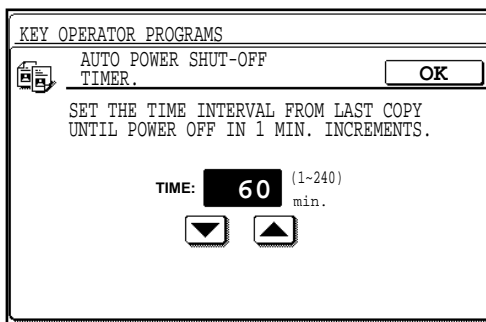 KEY OPERATOR PROGRAMS
AUTO POWER SHUT-OFF
TIMER.
OK
SET THE TIME INTERVAL FROM LAST COPY
UNTIL POWER OFF IN 1 MIN. INCREMENTS.
TIME: 60 (1~240)
min.